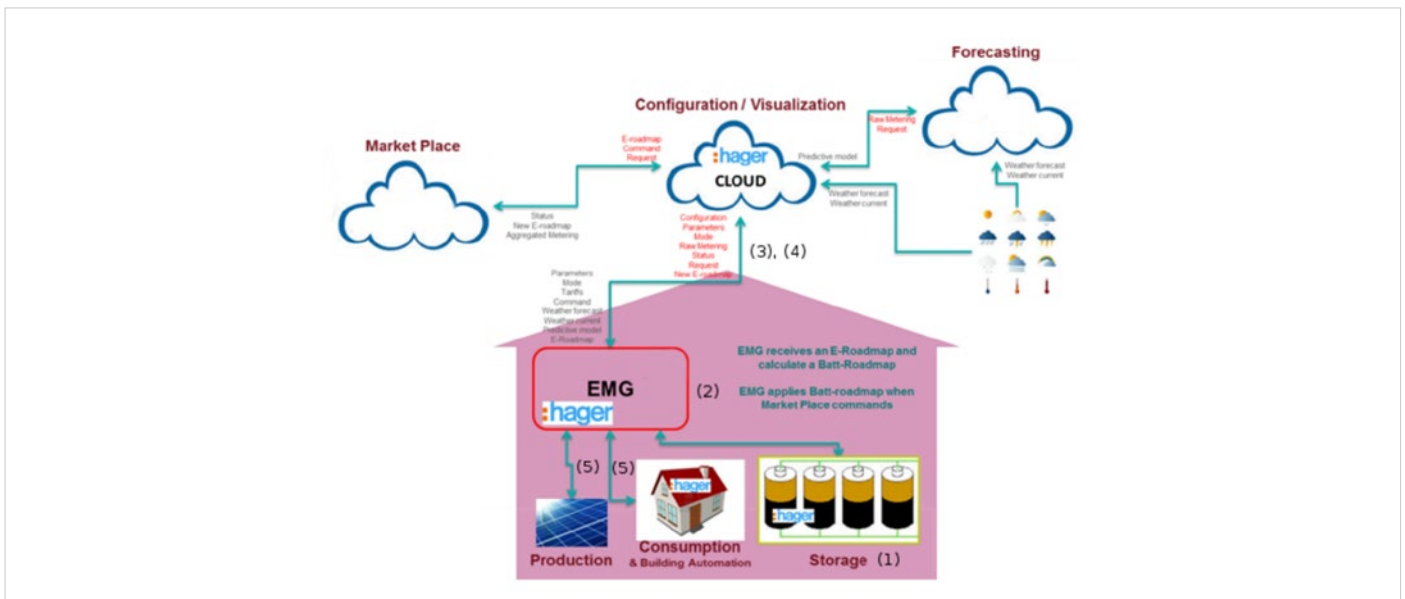 Forecasting
Configuration / Visualization
Market Place
E-roadmap
Command
Request
:hager
CLOUD
Raw Metering
Request
Predictive model
Weather forecast
Weather current
Weather forecast
Weather current
Status
New E-roadmap
Aggregated Metering
Configuration
Parameters
Mode
Raw Metering
Status
Request
New E-roadmap
(3), (4)
Parameters
Mode
Tariffs
Command
Weather forecast
Weather current
Predictive model
E-Roadmap
EMG receives an E-Roadmap and
calculate a Batt-Roadmap
EMG applies Batt-roadmap when
Market Place commands
EMG
:hager
(2)
(5)
(5)
:hager
:hager
Production
Consumption
& Building Automation
Storage (1)